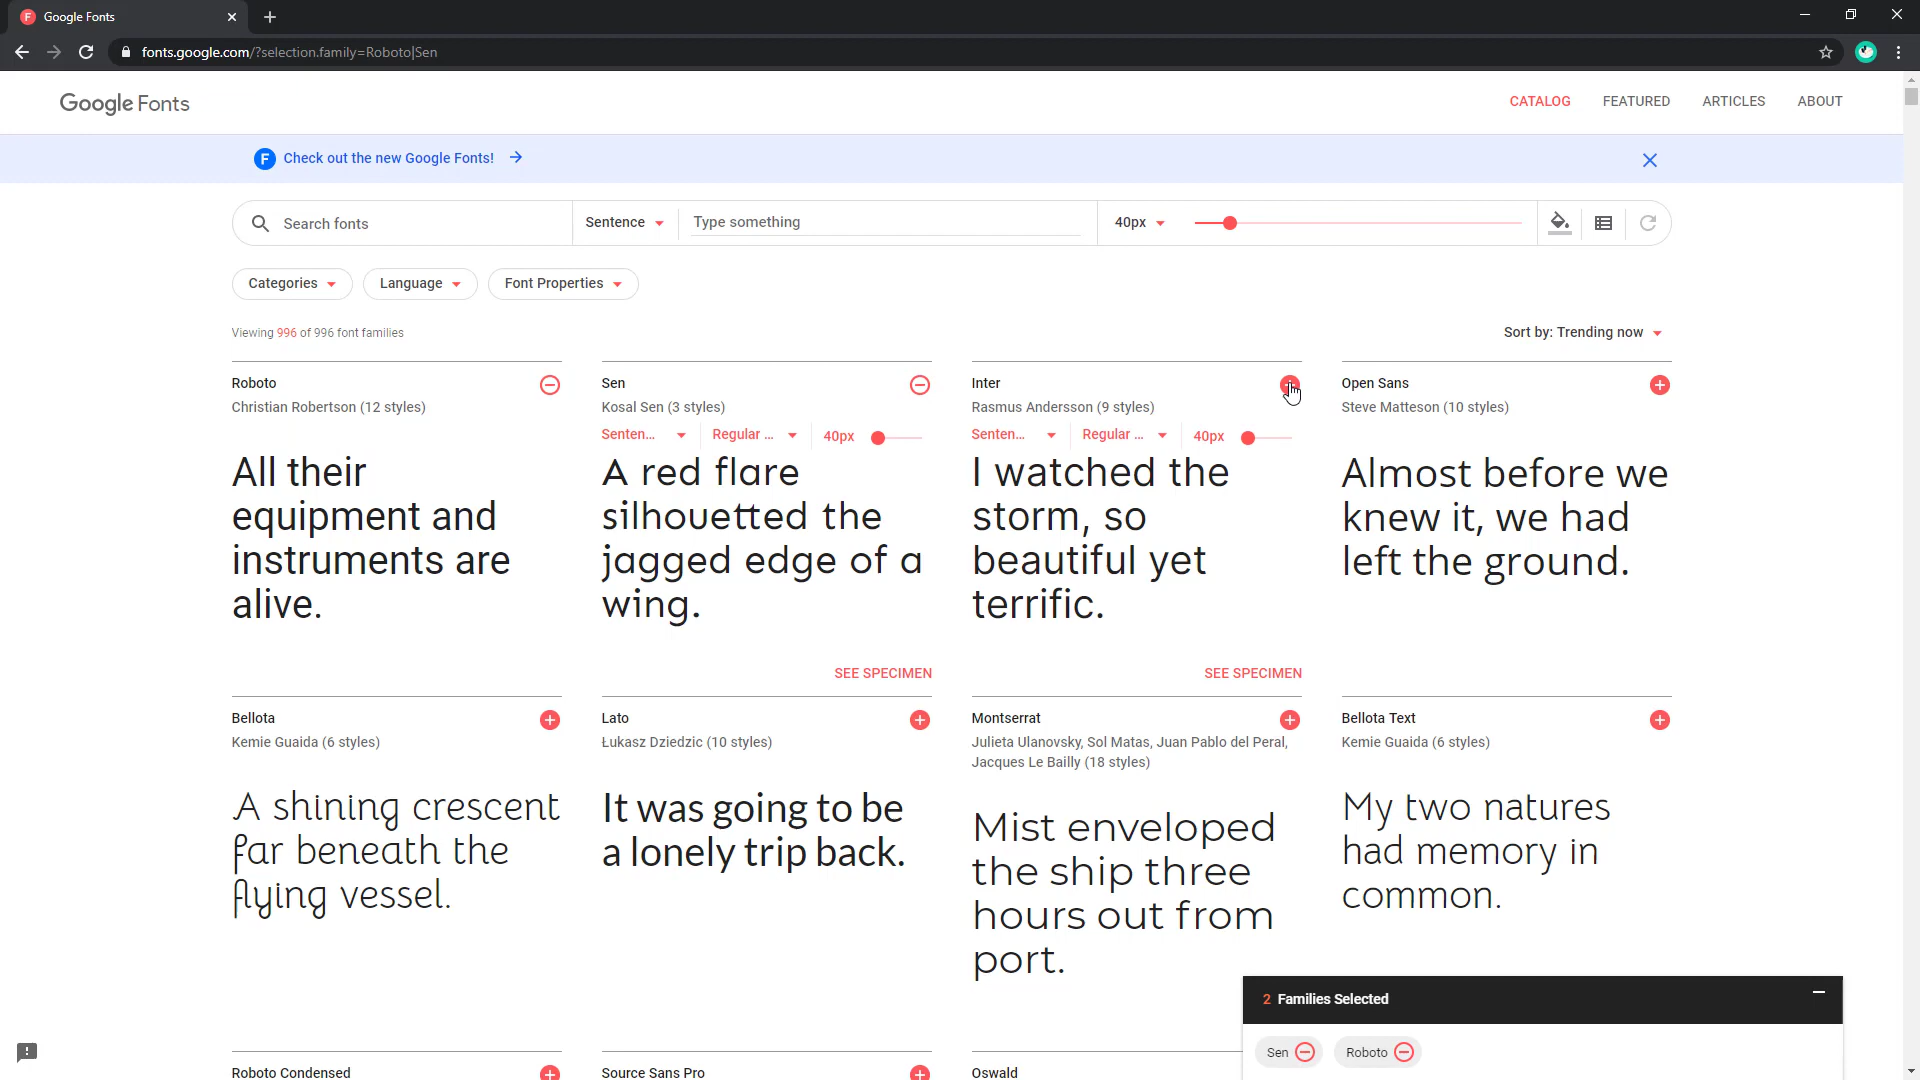 Google Fonts
fonts.google.com/?selection.family=Roboto|Sen
Google Fonts
CATALOG
FEATURED
ARTICLES
ABOUT
F Check out the new Google Fonts!
Search fonts
Sentence
Type something
40px
Categories
Language
Font Properties
Viewing 996 of 996 font families
Sort by: Trending now
Roboto
Christian Robertson (12 styles)
All their
equipment and
instruments are
alive.
Sen
Kosal Sen (3 styles)
Senten...
Regular ...
40px
A red flare
silhouetted the
jagged edge of a
wing.
SEE SPECIMEN
Inter
Rasmus Andersson (9 styles)
Senten...
Regular ...
40px
I watched the
storm, so
beautiful yet
terrific.
SEE SPECIMEN
Open Sans
Steve Matteson (10 styles)
Almost before we
knew it, we had
left the ground.
Bellota
Kemie Guaida (6 styles)
A shining crescent
far beneath the
flying vessel.
Lato
Łukasz Dziedzic (10 styles)
It was going to be
a lonely trip back.
Montserrat
Julieta Ulanovsky, Sol Matas, Juan Pablo del Peral,
Jacques Le Bailly (18 styles)
Mist enveloped
the ship three
hours out from
port.
Bellota Text
Kemie Guaida (6 styles)
My two natures
had memory in
common.
Roboto Condensed
Source Sans Pro
Oswald
2 Families Selected
Sen
Roboto